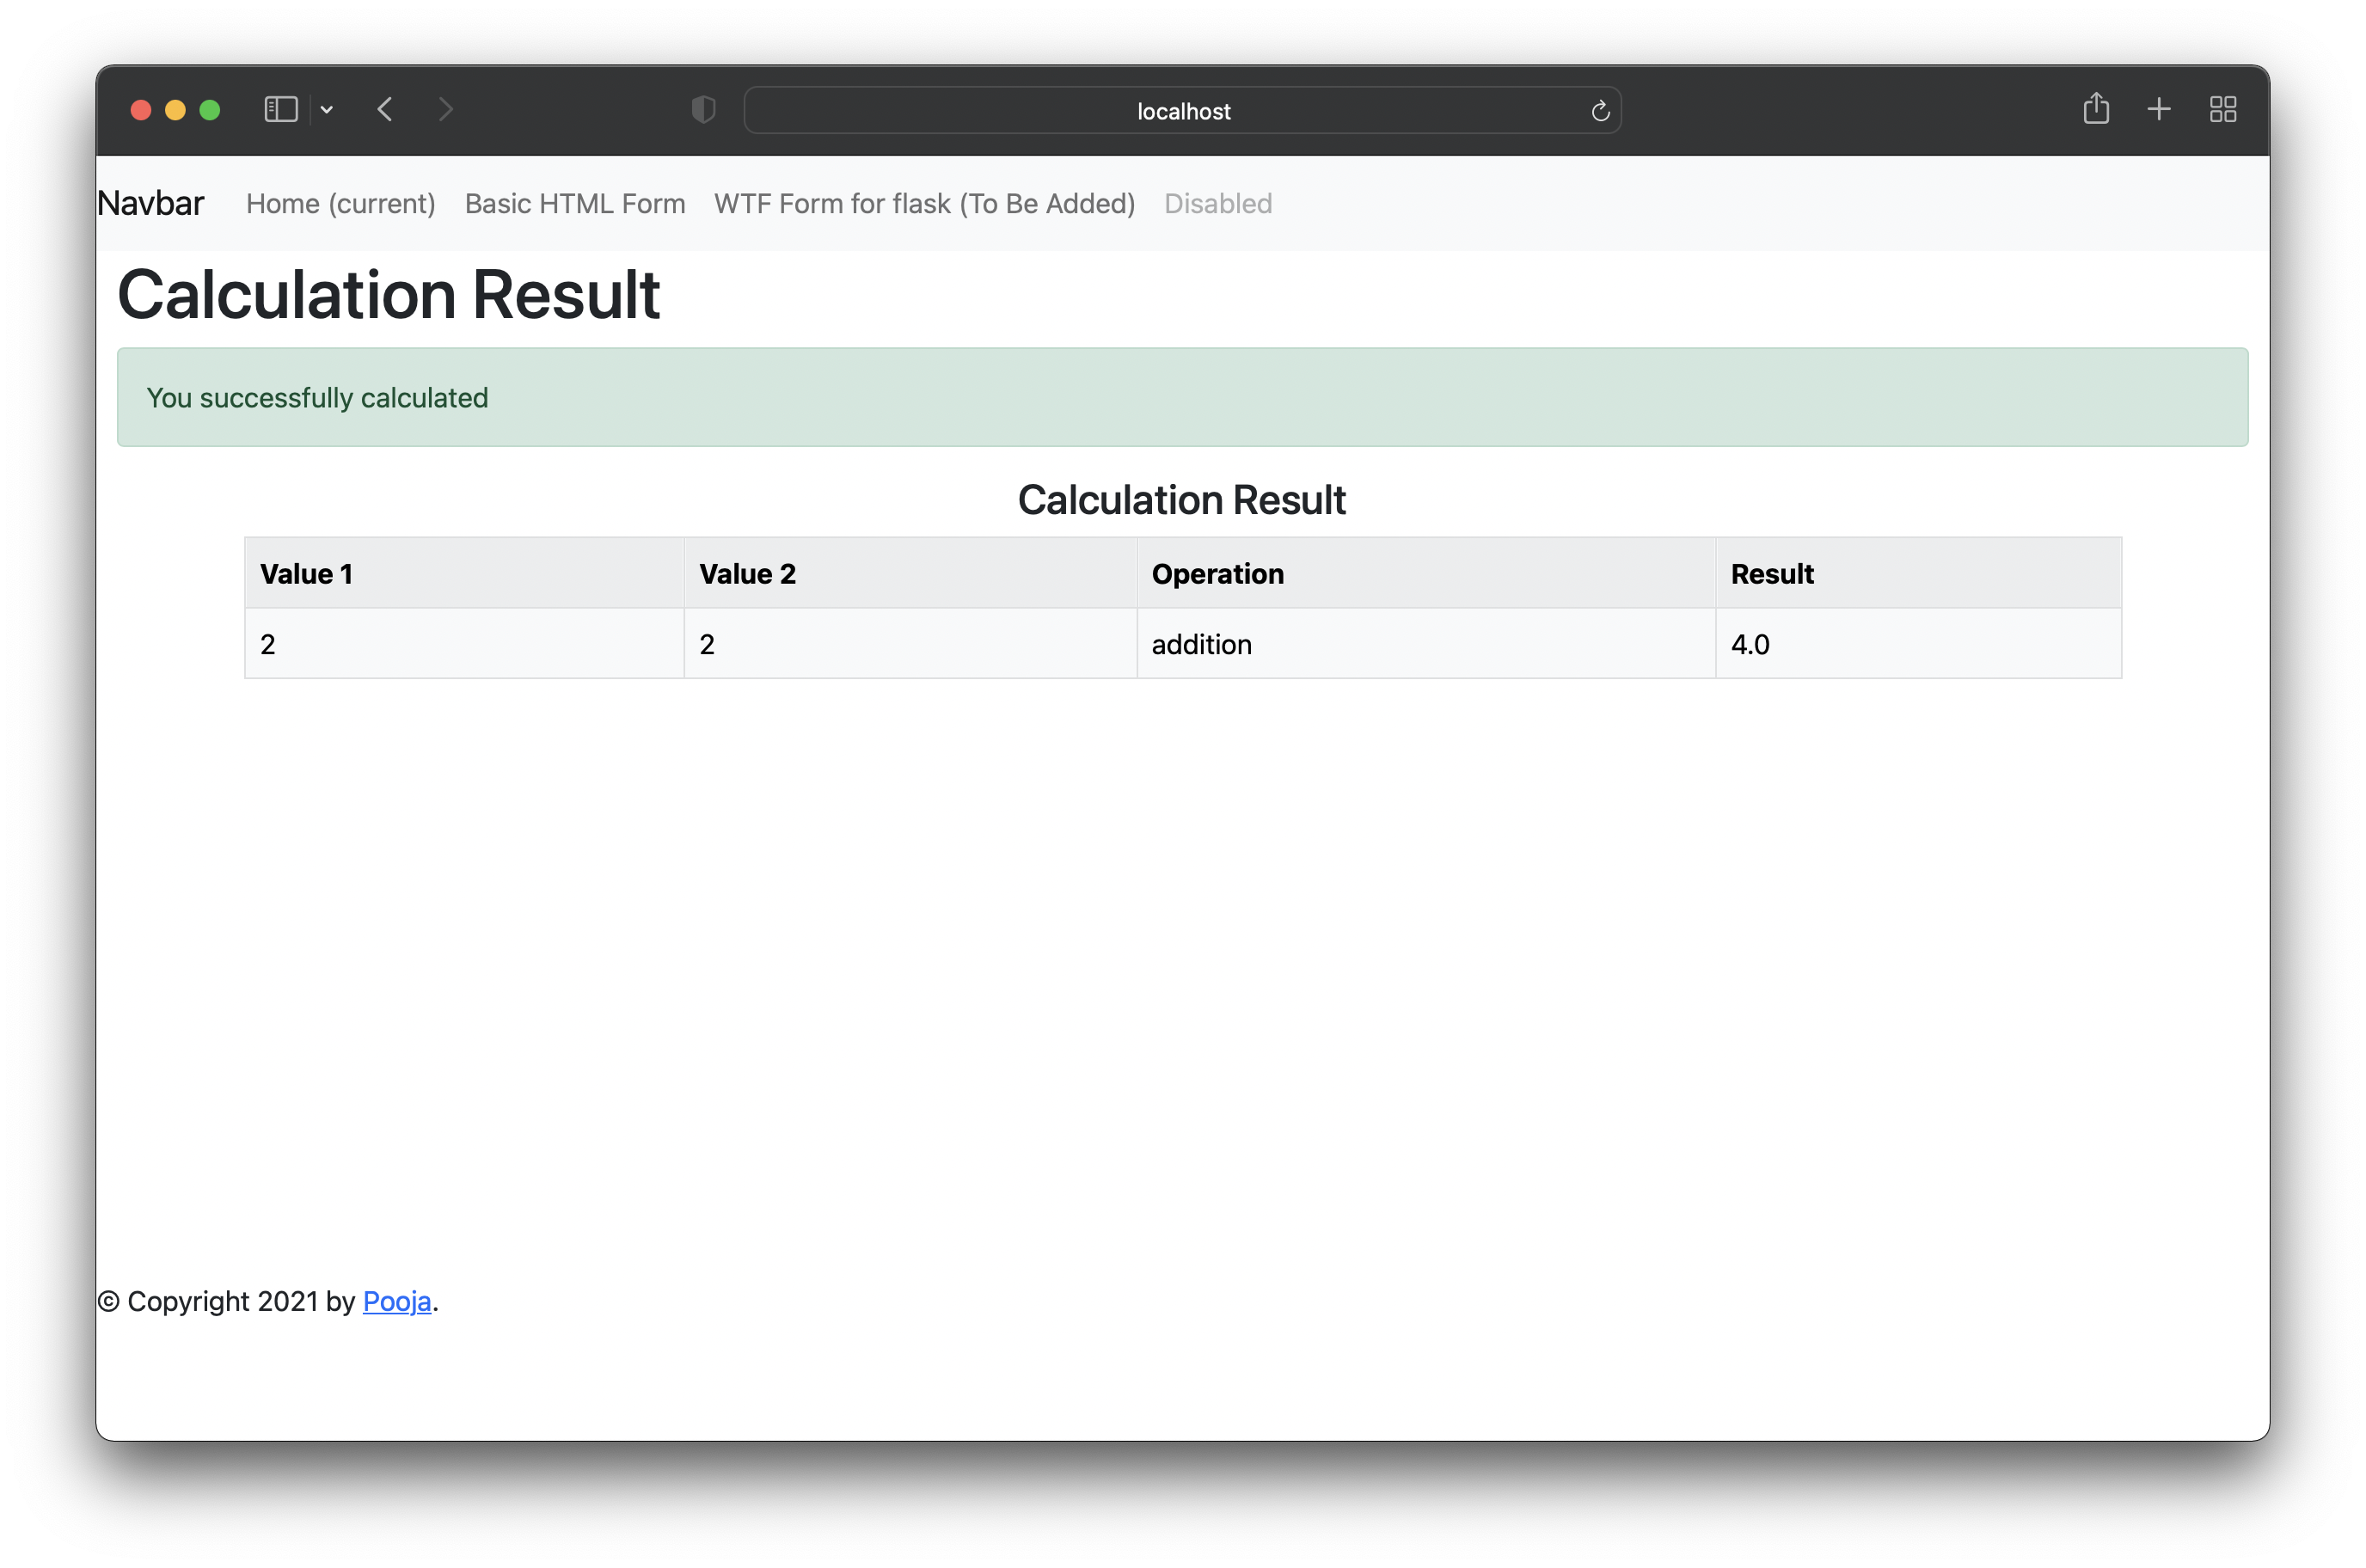 localhost
Navbar Home (current) Basic HTML Form WTF Form for flask (To Be Added) Disabled
Calculation Result
You successfully calculated
Calculation Result
Value 1 Value 2 Operation Result
2 2 addition 4.0
© Copyright 2021 by Pooja.